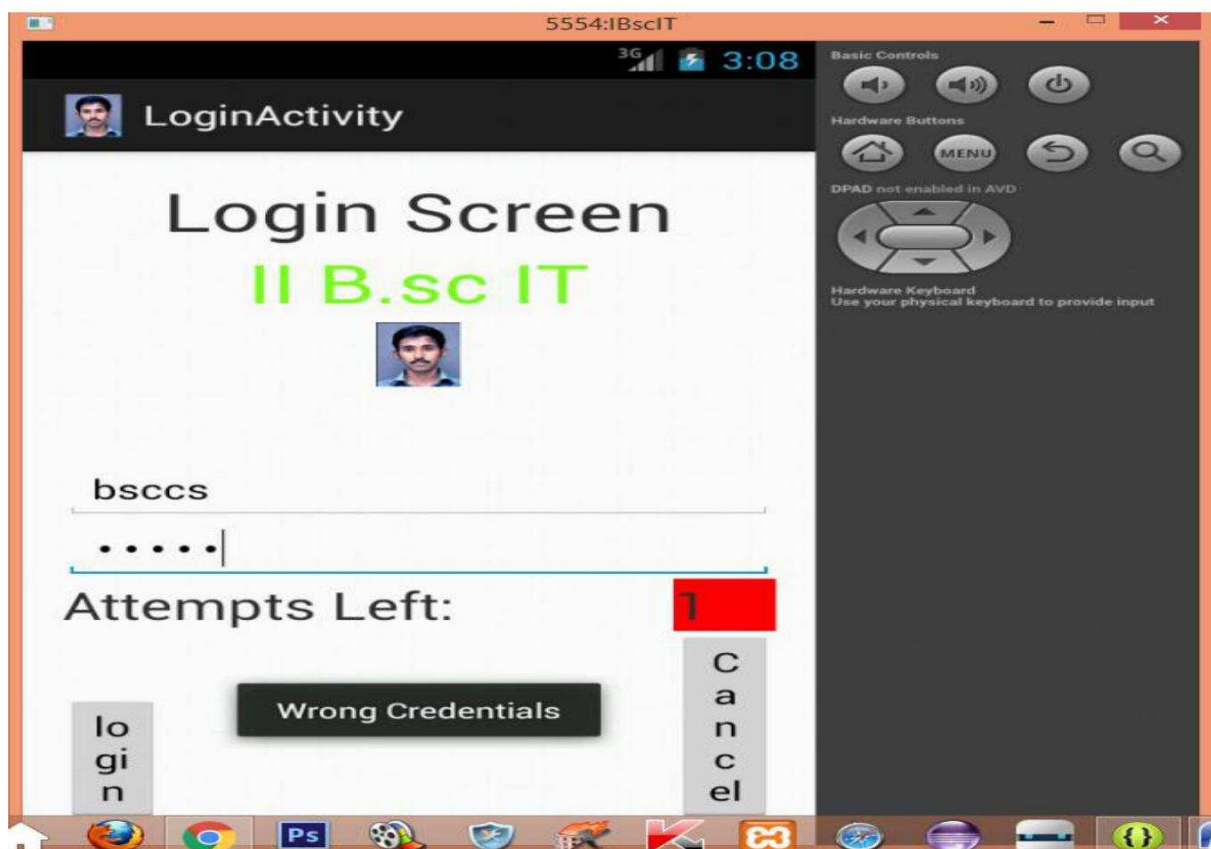 5554:IBscIT
3G 3:08
LoginActivity
Login Screen
II B.sc IT
bsccs
•••••
Attempts Left: 1
Wrong Credentials
lo
gi
n
C
a
n
c
el
Basic Controls
Hardware Buttons
MENU
DPAD not enabled in AVD
Hardware Keyboard
Use your physical keyboard to provide input
Ps